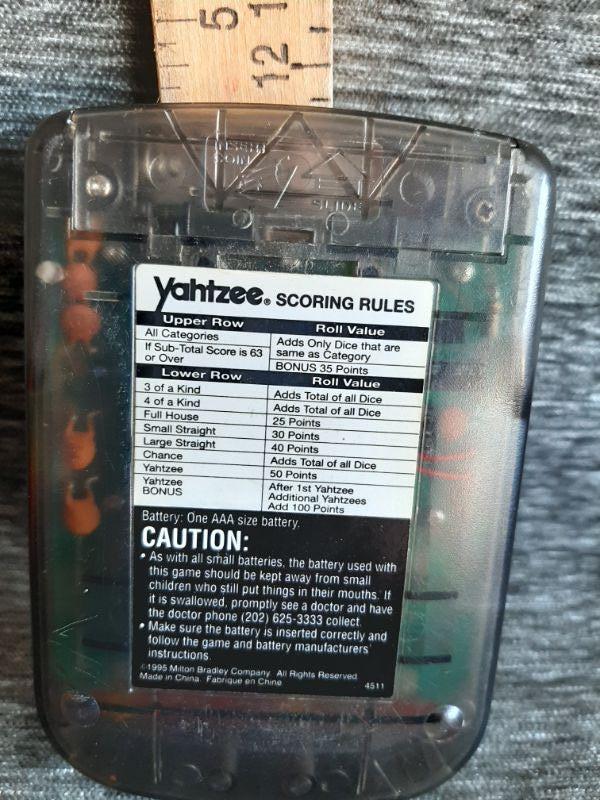 5
12
1
INSERT
COIN
SLIDE
Yahtzee® SCORING RULES
Upper Row Roll Value
All Categories Adds Only Dice that are same as Category
If Sub-Total Score is 63 or Over BONUS 35 Points
Lower Row Roll Value
3 of a Kind Adds Total of all Dice
4 of a Kind Adds Total of all Dice
Full House 25 Points
Small Straight 30 Points
Large Straight 40 Points
Chance Adds Total of all Dice
Yahtzee 50 Points
Yahtzee BONUS After 1st Yahtzee Additional Yahtzees Add 100 Points
Battery: One AAA size battery.
CAUTION:
• As with all small batteries, the battery used with
this game should be kept away from small
children who still put things in their mouths. If
it is swallowed, promptly see a doctor and have
the doctor phone (202) 625-3333 collect.
• Make sure the battery is inserted correctly and
follow the game and battery manufacturers'
instructions.
©1995 Milton Bradley Company. All Rights Reserved.
Made in China. Fabriqué en Chine 4511